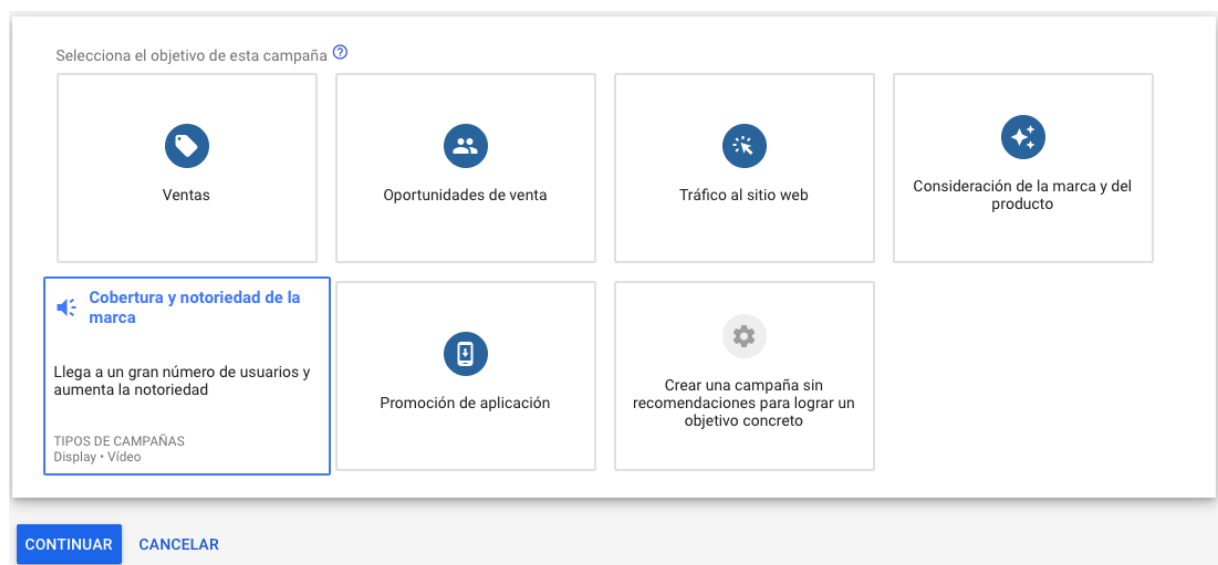 Selecciona el objetivo de esta campaña
Ventas
Oportunidades de venta
Tráfico al sitio web
Consideración de la marca y del
producto
Cobertura y notoriedad de la
marca
Llega a un gran número de usuarios y
aumenta la notoriedad
TIPOS DE CAMPAÑAS
Display • Vídeo
Promoción de aplicación
Crear una campaña sin
recomendaciones para lograr un
objetivo concreto
CONTINUAR
CANCELAR